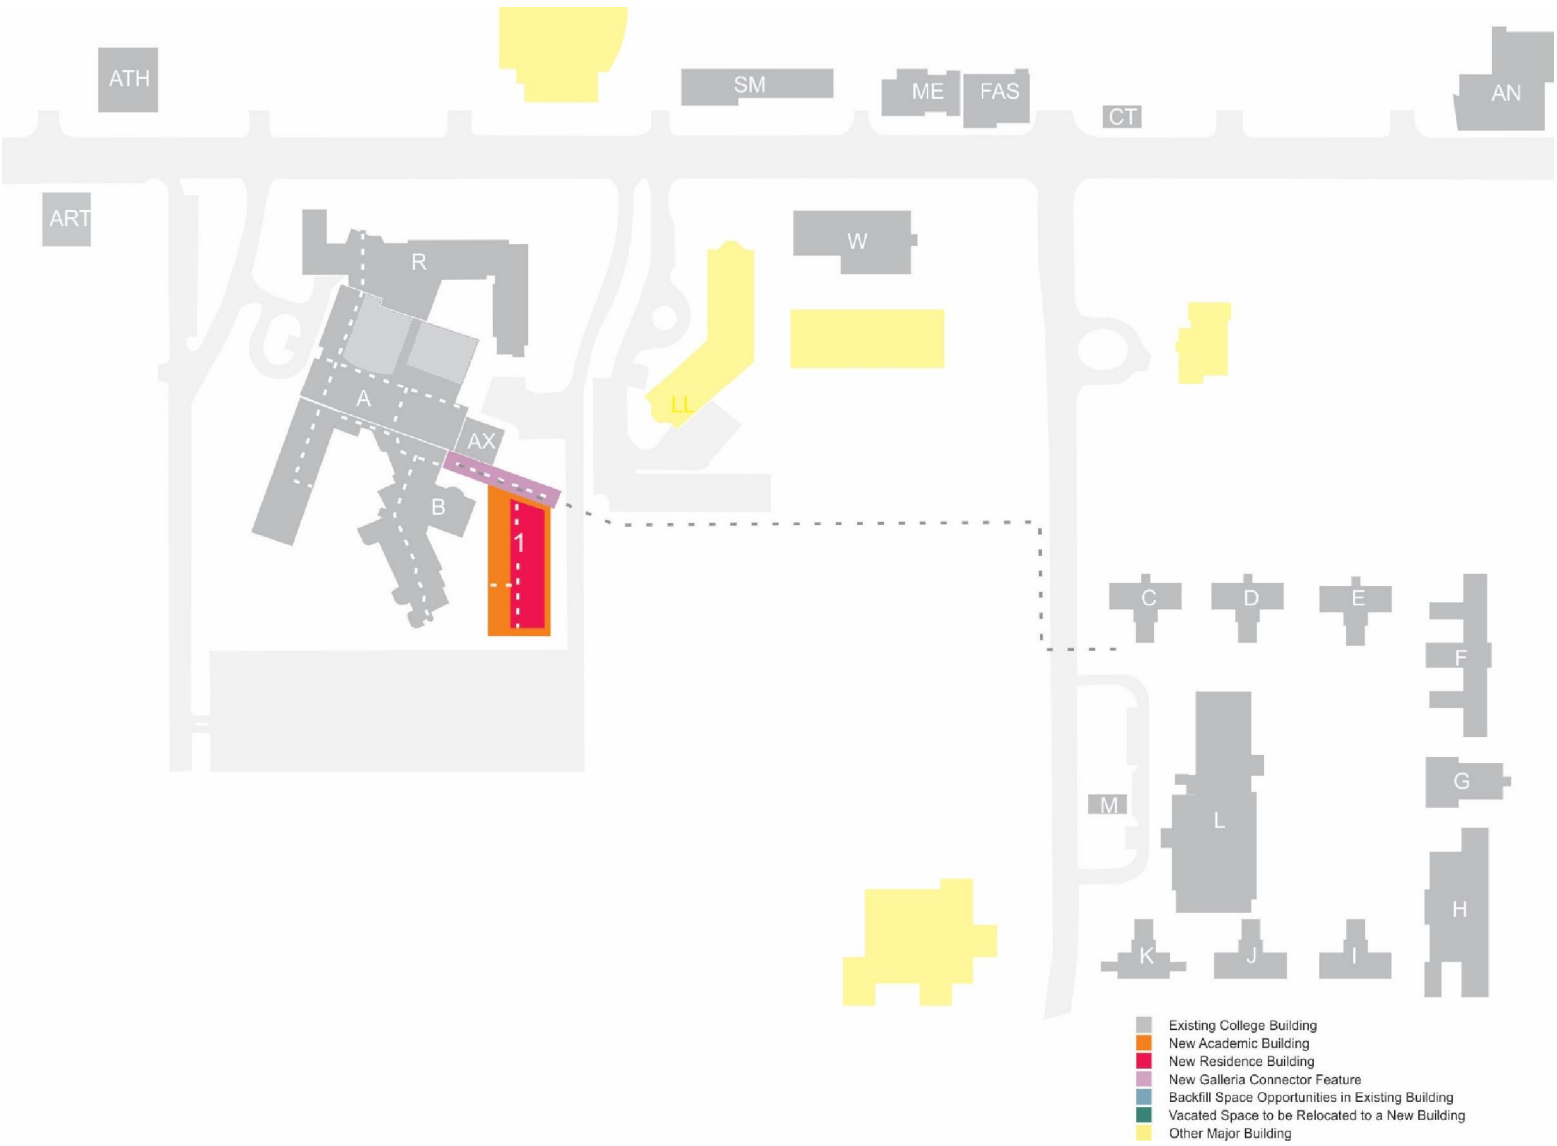 ATH
SM
ME
FAS
CT
AN
ART
R
W
A
LL
AX
B
1
C
D
E
F
G
M
L
H
K
J
I
Existing College Building
New Academic Building
New Residence Building
New Galleria Connector Feature
Backfill Space Opportunities in Existing Building
Vacated Space to be Relocated to a New Building
Other Major Building